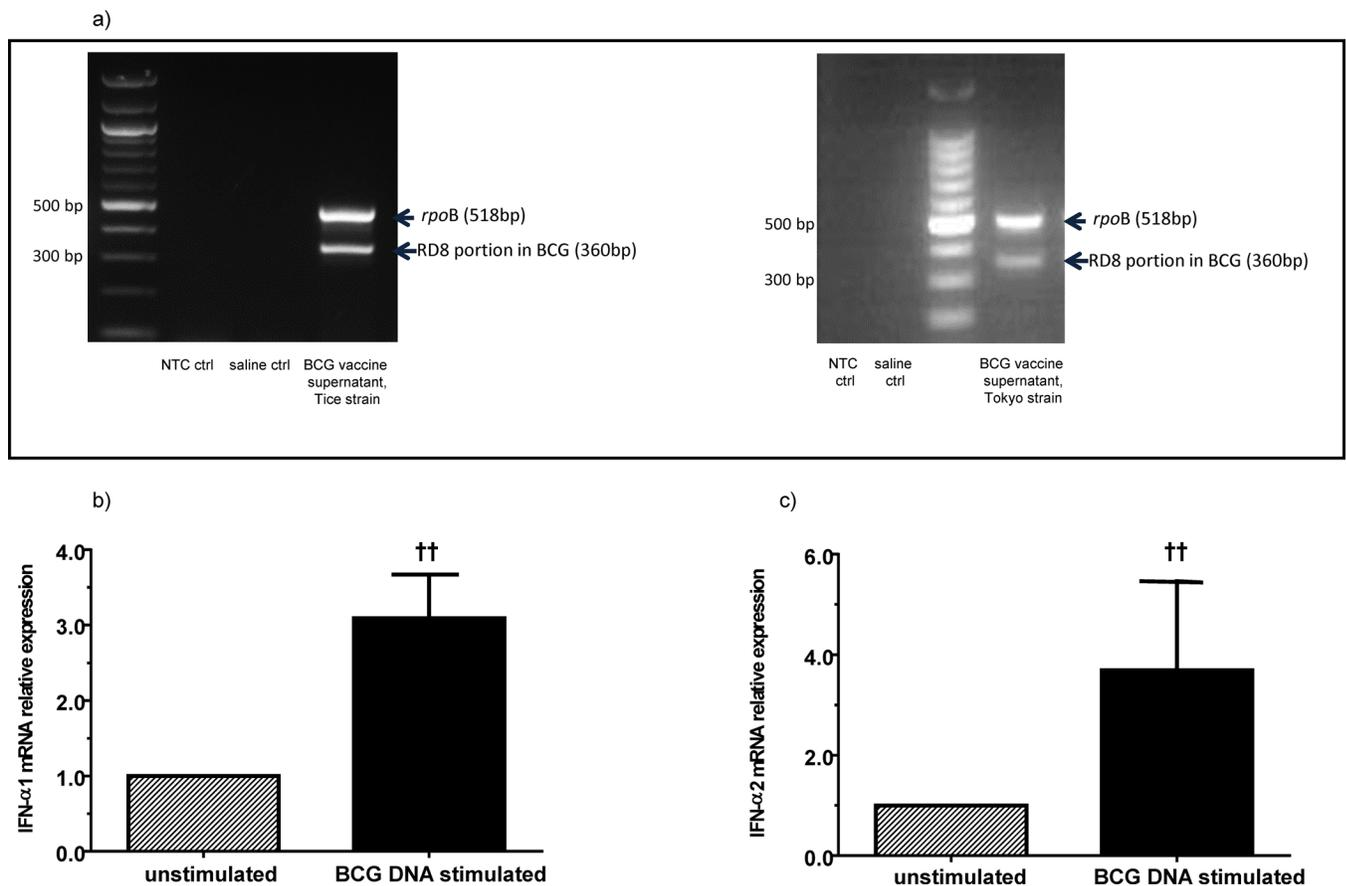 a)
500 bp
300 bp
rpoB (518bp)
RD8 portion in BCG (360bp)
NTC ctrl
saline ctrl
BCG vaccine
supernatant,
Tice strain
500 bp
300 bp
rpoB (518bp)
RD8 portion in BCG (360bp)
NTC
ctrl
saline
ctrl
BCG vaccine
supernatant,
Tokyo strain
b)
IFN-α1 mRNA relative expression
4.0
3.0
2.0
1.0
0.0
††
unstimulated
BCG DNA stimulated
c)
IFN-α2 mRNA relative expression
6.0
4.0
2.0
0.0
††
unstimulated
BCG DNA stimulated